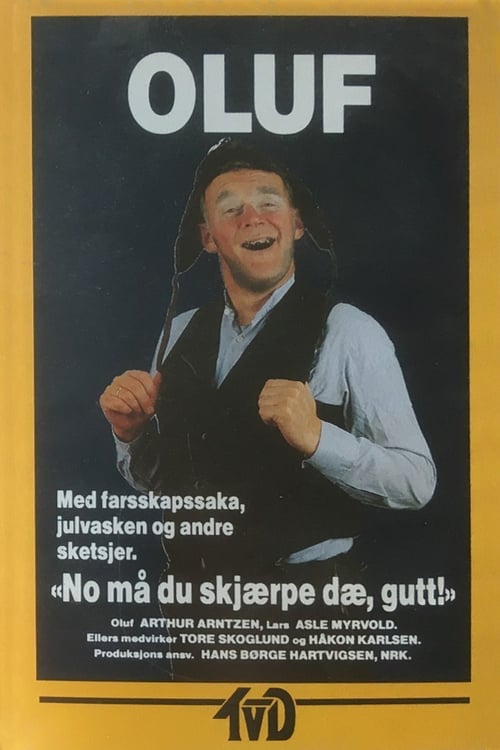 OLUF
Med farsskapssaka,
julvasken og andre
sketsjer.
«No må du skjærpe dæ, gutt!»
Oluf ARTHUR ARNTZEN, Lars ASLE MYRVOLD.
Ellers medvirker TORE SKOGLUND og HÅKON KARLSEN.
Produksjons ansv. HANS BØRGE HARTVIGSEN, NRK.
TVD